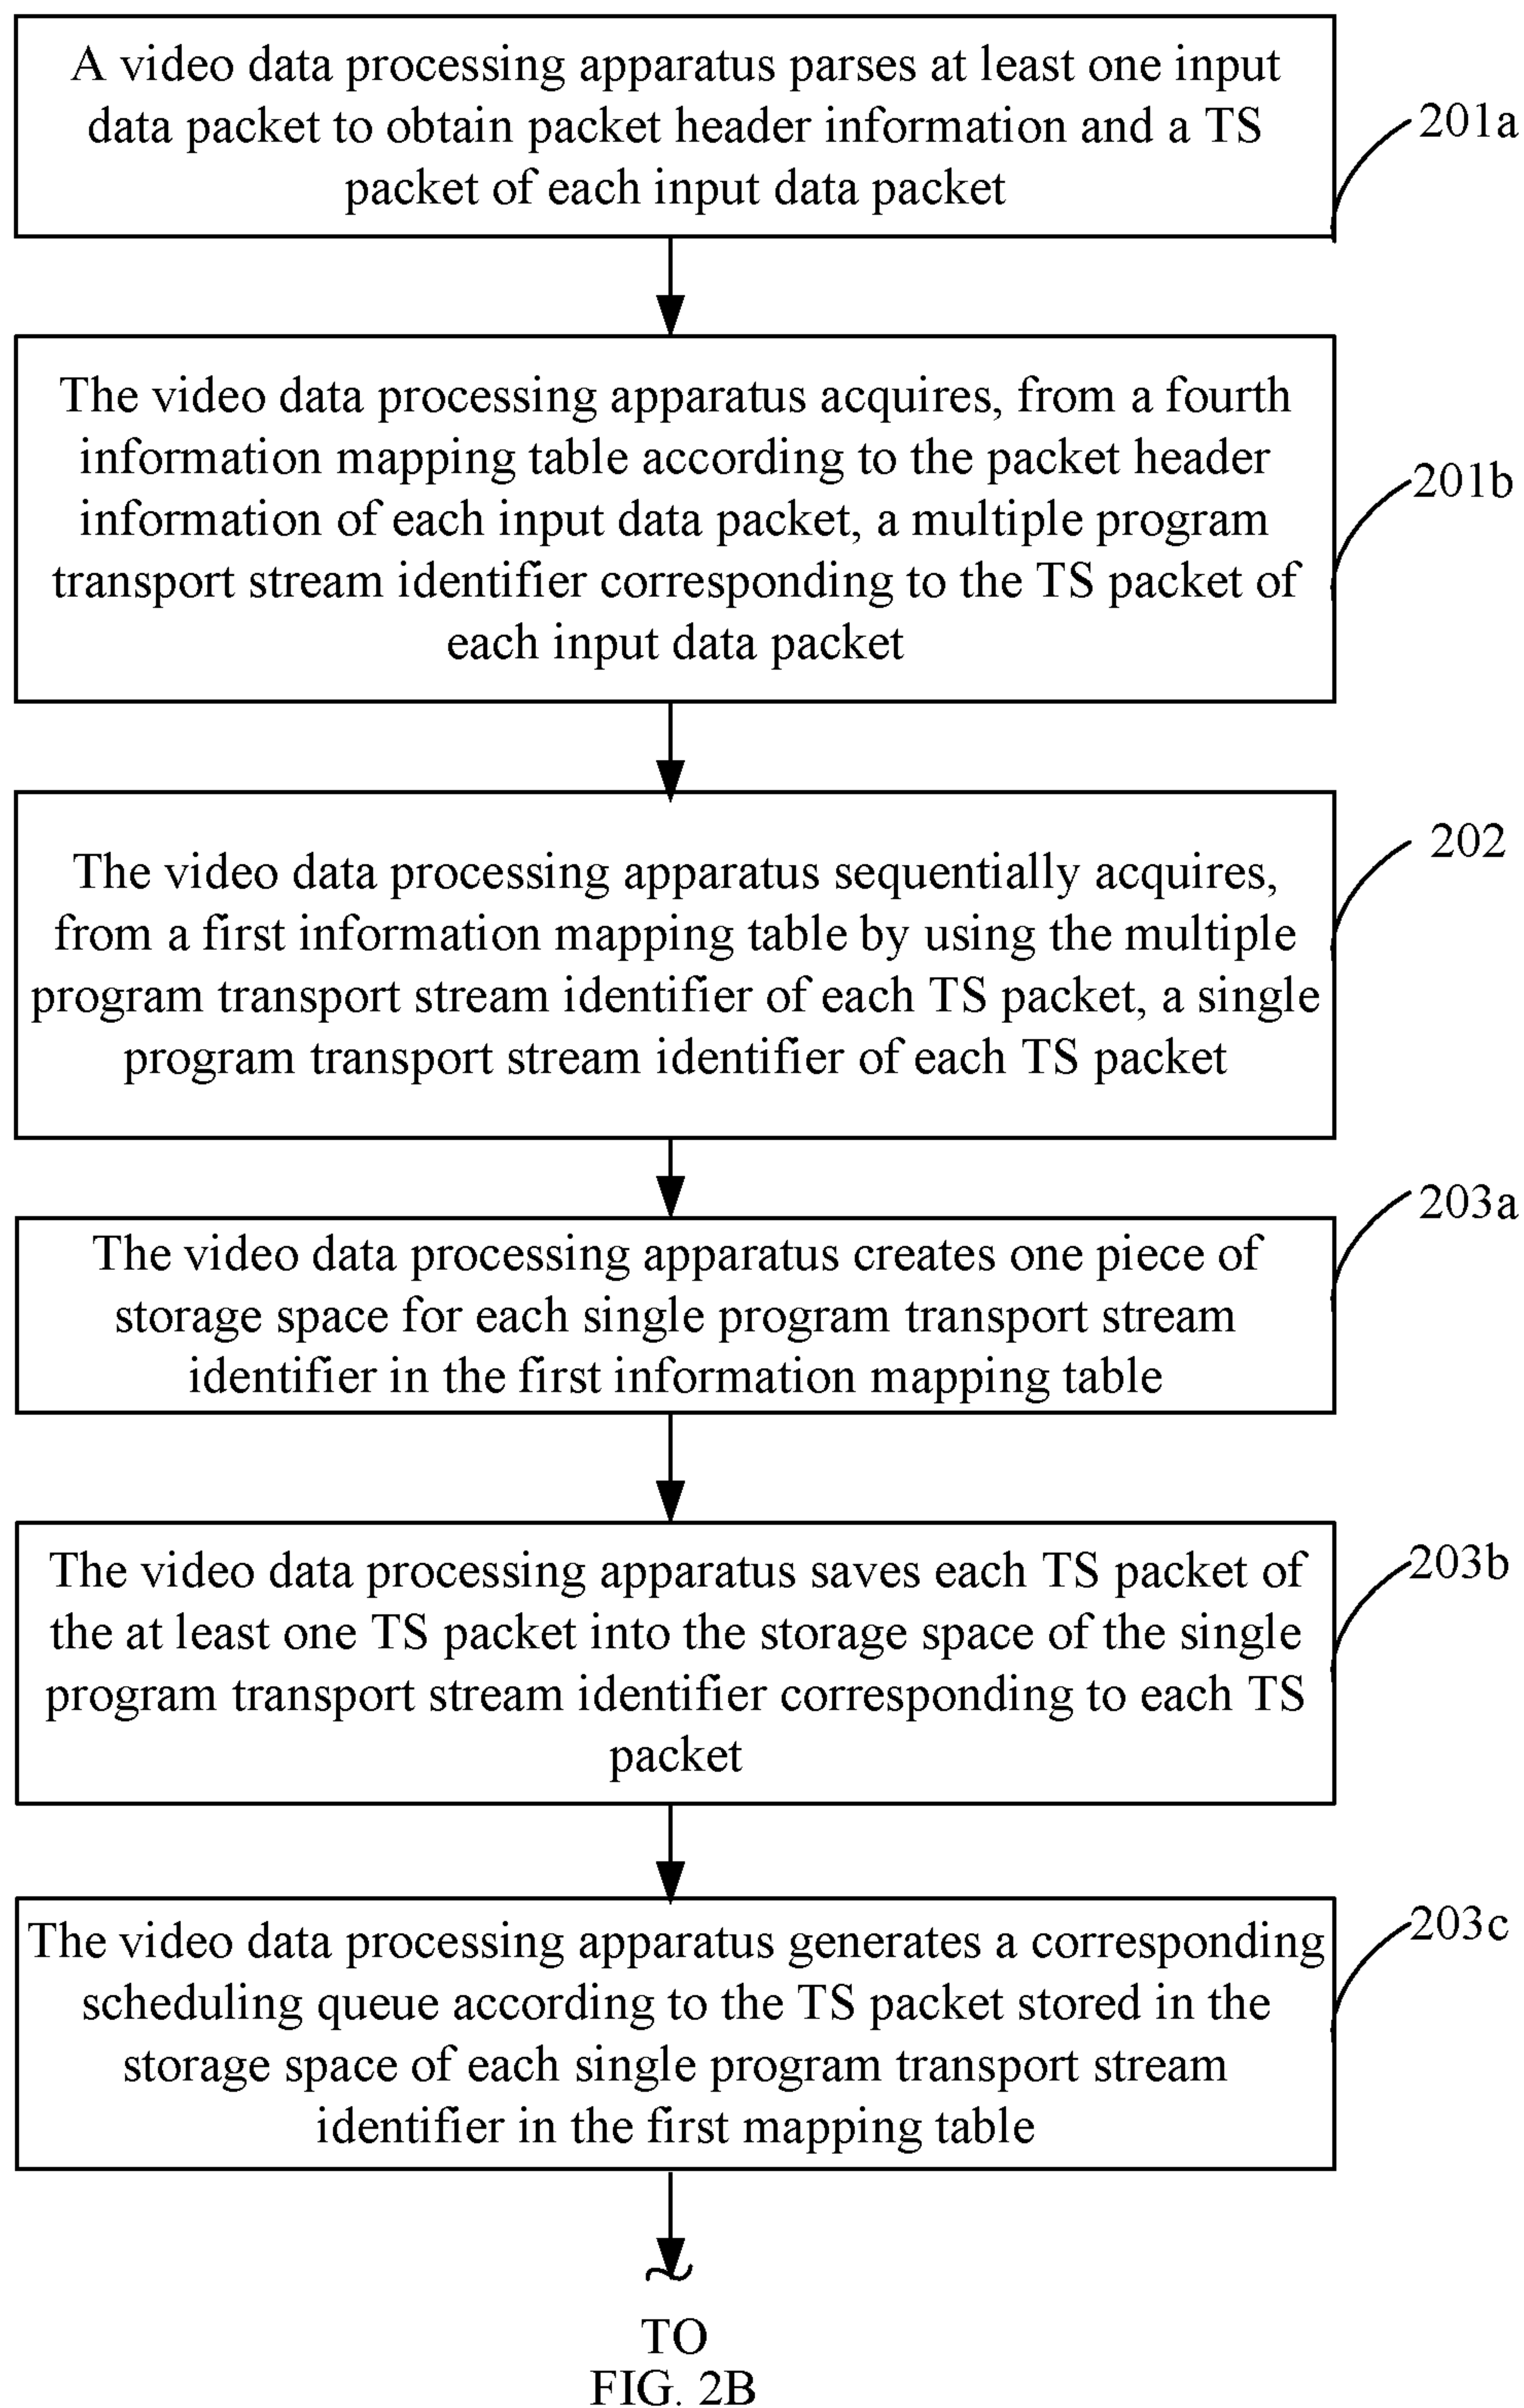 A video data processing apparatus parses at least one input
data packet to obtain packet header information and a TS
packet of each input data packet
201a
The video data processing apparatus acquires, from a fourth
information mapping table according to the packet header
information of each input data packet, a multiple program
transport stream identifier corresponding to the TS packet of
each input data packet
201b
The video data processing apparatus sequentially acquires,
from a first information mapping table by using the multiple
program transport stream identifier of each TS packet, a single
program transport stream identifier of each TS packet
202
The video data processing apparatus creates one piece of
storage space for each single program transport stream
identifier in the first information mapping table
203a
The video data processing apparatus saves each TS packet of
the at least one TS packet into the storage space of the single
program transport stream identifier corresponding to each TS
packet
203b
The video data processing apparatus generates a corresponding
scheduling queue according to the TS packet stored in the
storage space of each single program transport stream
identifier in the first mapping table
203c
TO
FIG. 2B